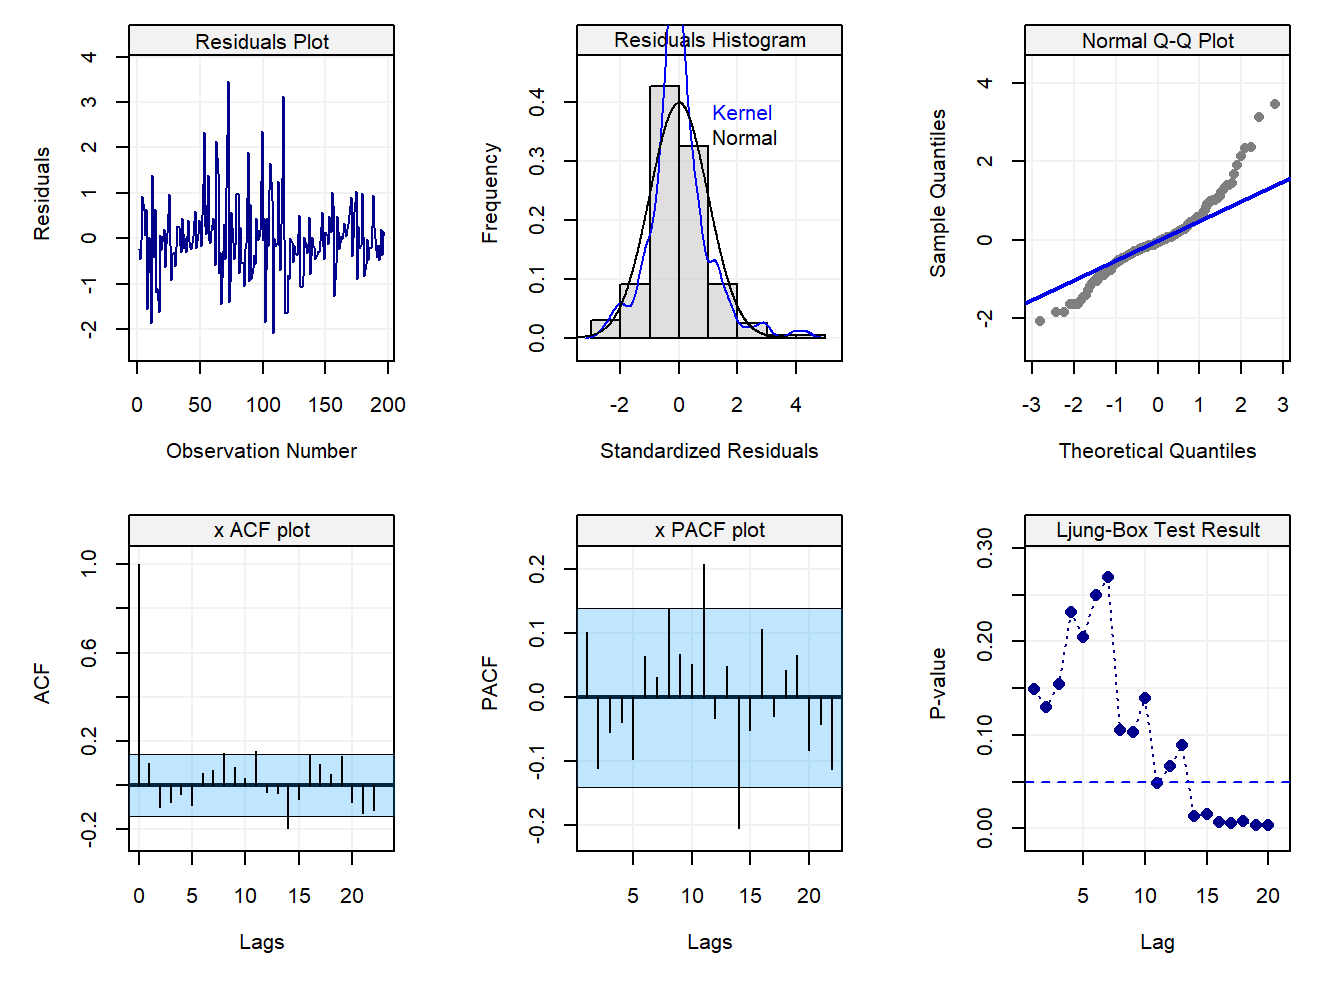 Residuals Plot
Residuals
4
3
2
1
0
-1
-2
0 50 100 150 200
Observation Number
Residuals Histogram
Frequency
0.4
0.3
0.2
0.1
0.0
Kernel
Normal
-2 0 2 4
Standardized Residuals
Normal Q-Q Plot
Sample Quantiles
4
2
0
-2
-3 -2 -1 0 1 2 3
Theoretical Quantiles
x ACF plot
ACF
1.0
0.6
0.2
-0.2
0 5 10 15 20
Lags
x PACF plot
PACF
0.2
0.1
0.0
-0.1
-0.2
5 10 15 20
Lags
Ljung-Box Test Result
P-value
0.30
0.20
0.10
0.00
5 10 15 20
Lag